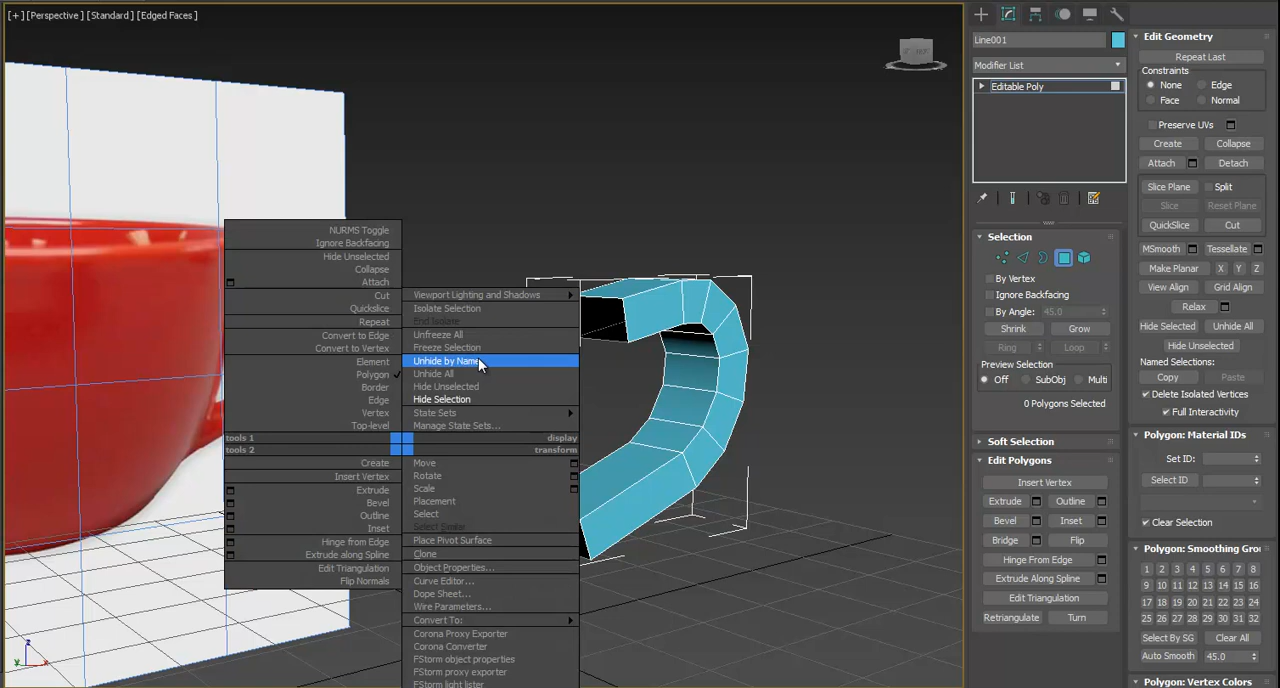 [+] [Perspective] [Standard] [Edged Faces]
NURMS Toggle
Ignore Backfacing
Hide Unselected
Collapse
Attach
Cut
Quickslice
Repeat
Convert to Edge
Convert to Vertex
Element
Polygon
Border
Edge
Vertex
Top-level
tools 1
tools 2
Create
Insert Vertex
Extrude
Bevel
Outline
Inset
Hinge from Edge
Extrude along Spline
Edit Triangulation
Flip Normals
Viewport Lighting and Shadows
Isolate Selection
End Isolate
Unfreeze All
Freeze Selection
Unhide by Name
Unhide All
Hide Unselected
Hide Selection
State Sets
Manage State Sets...
display
transform
Move
Rotate
Scale
Placement
Select
Select Similar
Place Pivot Surface
Clone
Object Properties...
Curve Editor...
Dope Sheet...
Wire Parameters...
Convert To:
Corona Proxy Exporter
Corona Converter
FStorm object properties
FStorm proxy exporter
FStorm light lister
z
y
x
Line001
Modifier List
Editable Poly
Selection
By Vertex
Ignore Backfacing
By Angle: 45.0
Shrink Grow
Ring Loop
Preview Selection
Off SubObj Multi
0 Polygons Selected
Soft Selection
Edit Polygons
Insert Vertex
Extrude Outline
Bevel Inset
Bridge Flip
Hinge From Edge
Extrude Along Spline
Edit Triangulation
Retriangulate Turn
Edit Geometry
Repeat Last
Constraints
None Edge
Face Normal
Preserve UVs
Create Collapse
Attach Detach
Slice Plane Split
Slice Reset Plane
QuickSlice Cut
MSmooth Tessellate
Make Planar X Y Z
View Align Grid Align
Relax
Hide Selected Unhide All
Hide Unselected
Named Selections:
Copy Paste
Delete Isolated Vertices
Full Interactivity
Polygon: Material IDs
Set ID:
Select ID
Clear Selection
Polygon: Smoothing Grou
1 2 3 4 5 6 7 8
9 10 11 12 13 14 15 16
17 18 19 20 21 22 23 24
25 26 27 28 29 30 31 32
Select By SG Clear All
Auto Smooth 45.0
Polygon: Vertex Colors